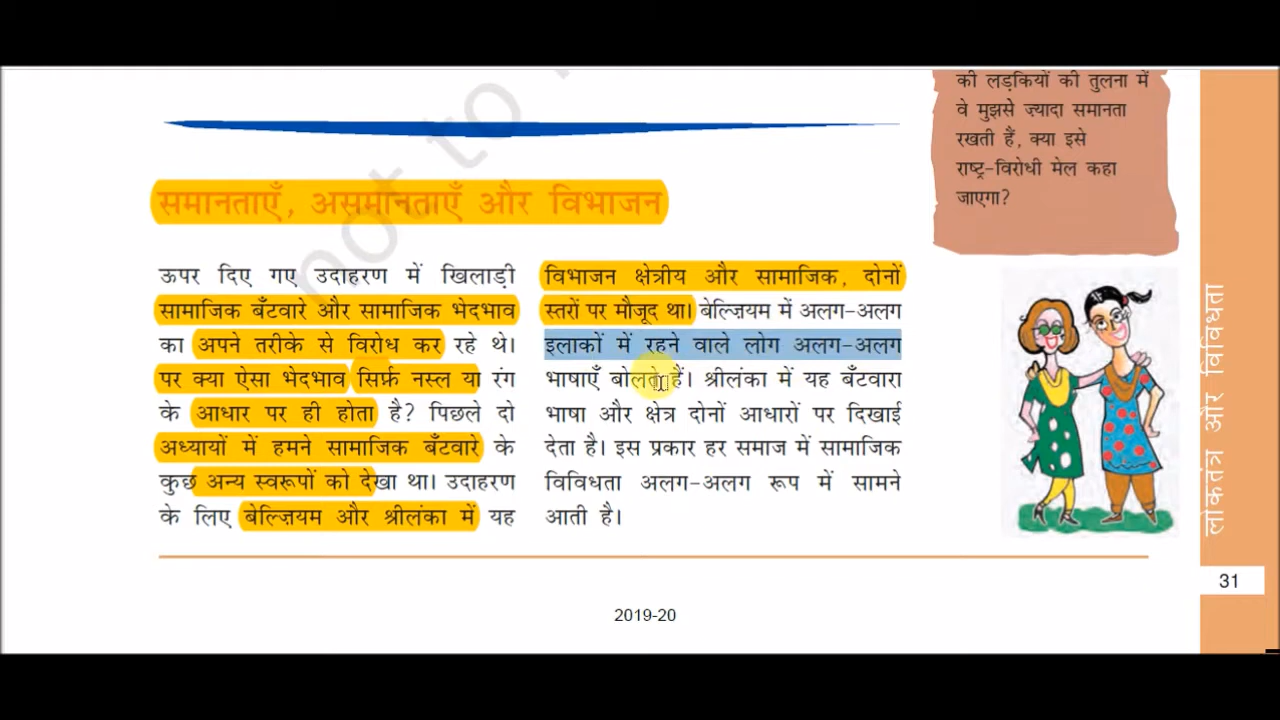 की लड़कियों की तुलना में
वे मुझसे ज़्यादा समानता
रखती हैं, क्या इसे
राष्ट्र-विरोधी मेल कहा
जाएगा?
not to
समानताएँ, असमानताएँ और विभाजन
ऊपर दिए गए उदाहरण में खिलाड़ी
सामाजिक बँटवारे और सामाजिक भेदभाव
का अपने तरीके से विरोध कर रहे थे।
पर क्या ऐसा भेदभाव सिर्फ़ नस्ल या रंग
के आधार पर ही होता है? पिछले दो
अध्यायों में हमने सामाजिक बँटवारे के
कुछ अन्य स्वरूपों को देखा था। उदाहरण
के लिए बेल्जियम और श्रीलंका में यह
विभाजन क्षेत्रीय और सामाजिक, दोनों
स्तरों पर मौजूद था। बेल्जियम में अलग-अलग
इलाकों में रहने वाले लोग अलग-अलग
भाषाएँ बोलते हैं। श्रीलंका में यह बँटवारा
भाषा और क्षेत्र दोनों आधारों पर दिखाई
देता है। इस प्रकार हर समाज में सामाजिक
विविधता अलग-अलग रूप में सामने
आती है।
लोकतंत्र और विविधता
31
2019-20